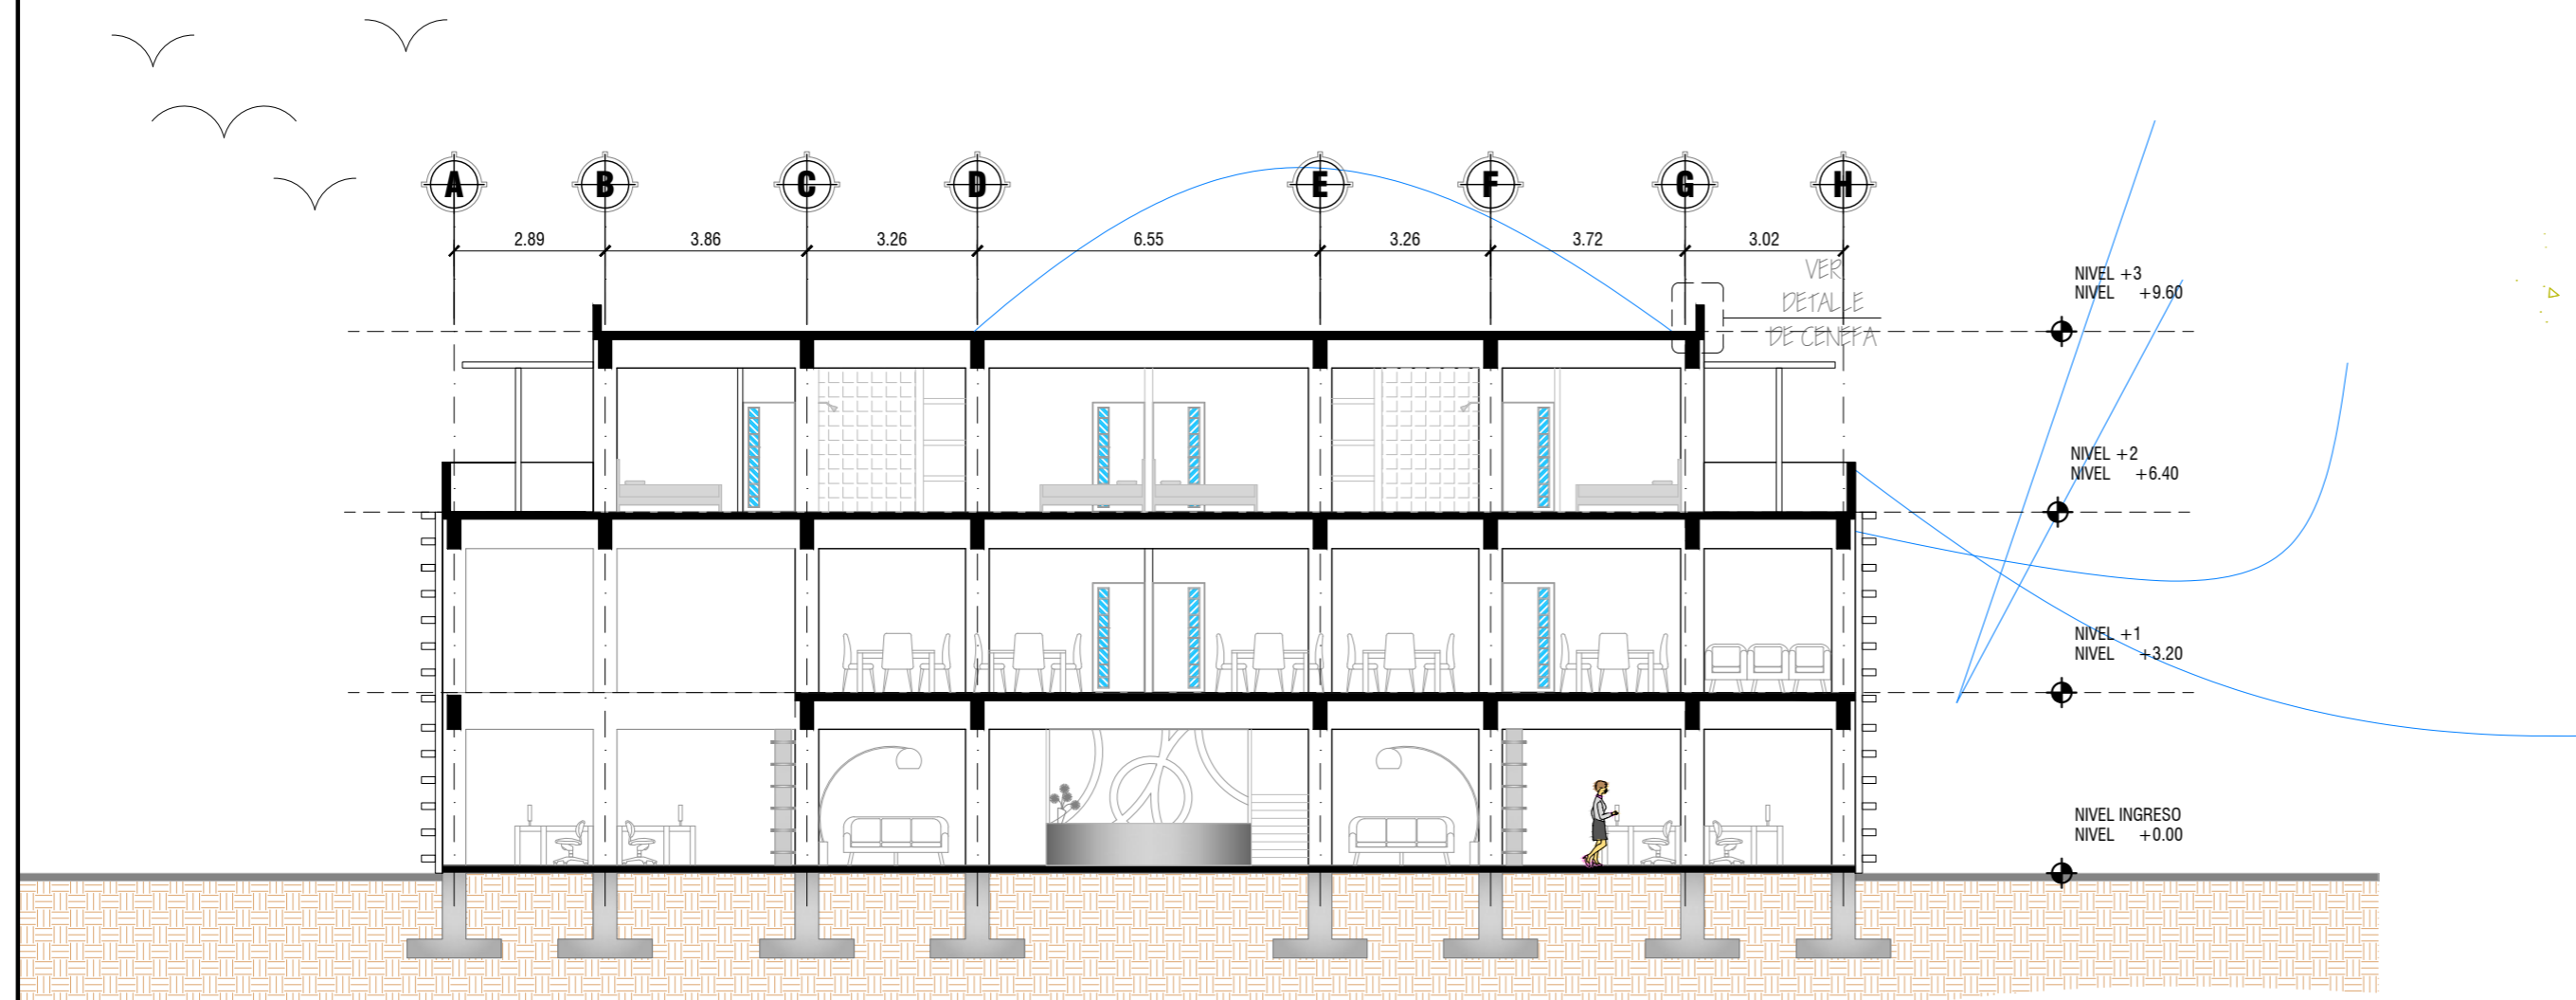 A B C D E F G H
2.89 3.86 3.26 6.55 3.26 3.72 3.02
VER
DETALLE
DE CENEFA
NIVEL +3
NIVEL +9.60
NIVEL +2
NIVEL +6.40
NIVEL +1
NIVEL +3.20
NIVEL INGRESO
NIVEL +0.00